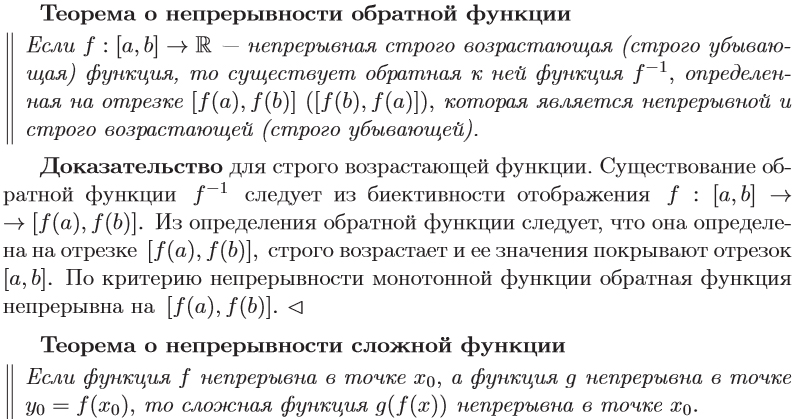 Теорема о непрерывности обратной функции
Если f : [a, b] → ℝ — непрерывная строго возрастающая (строго убываю-
щая) функция, то существует обратная к ней функция f⁻¹, определен-
ная на отрезке [f(a), f(b)] ([f(b), f(a)]), которая является непрерывной и
строго возрастающей (строго убывающей).
Доказательство для строго возрастающей функции. Существование об-
ратной функции f⁻¹ следует из биективности отображения f : [a, b] →
→ [f(a), f(b)]. Из определения обратной функции следует, что она определе-
на на отрезке [f(a), f(b)], строго возрастает и ее значения покрывают отрезок
[a, b]. По критерию непрерывности монотонной функции обратная функция
непрерывна на [f(a), f(b)]. ◁
Теорема о непрерывности сложной функции
Если функция f непрерывна в точке x₀, а функция g непрерывна в точке
y₀ = f(x₀), то сложная функция g(f(x)) непрерывна в точке x₀.